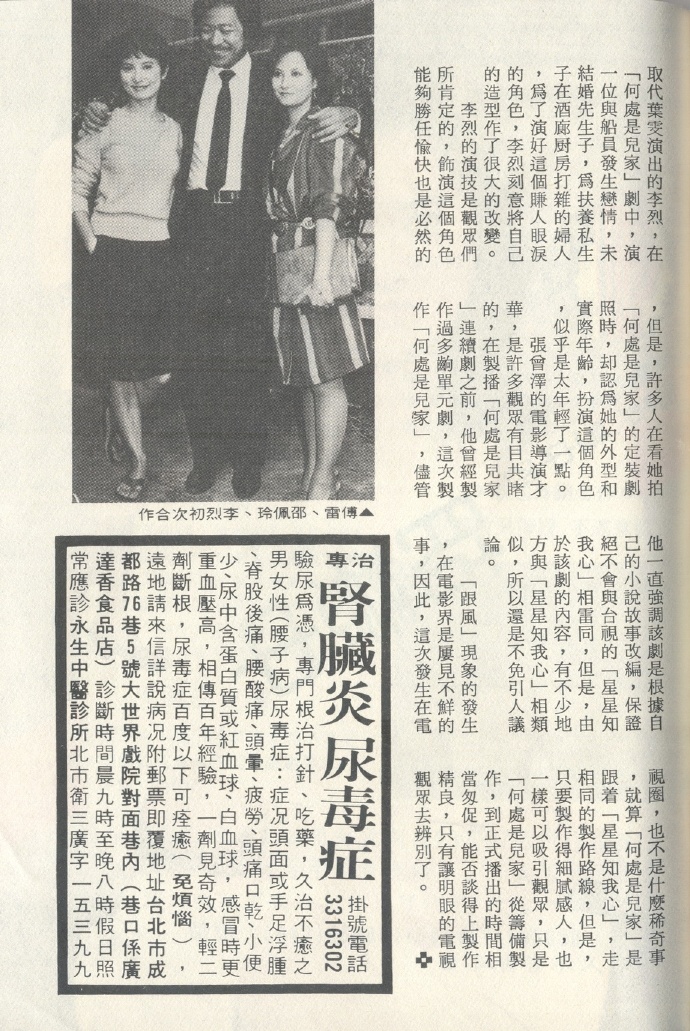 取代葉雯演出的李烈，在
「何處是兒家」劇中，演
一位與船員發生戀情，未
結婚先生子，爲扶養私生
子在酒廊厨房打雜的婦人
，爲了演好這個賺人眼淚
的角色，李烈刻意將自己
的造型作了很大的改變。
李烈的演技是觀眾們
所肯定的，飾演這個角色
能夠勝任愉快也是必然的
，但是，許多人在看她拍
「何處是兒家」的定裝劇
照時，却認爲她的外型和
實際年齡，扮演這個角色
，似乎是太年輕了一點。
張曾澤的電影導演才
華，是許多觀眾有目共睹
的，在製播「何處是兒家
」連續劇之前，他曾經製
作過多齣單元劇，這次製
作「何處是兒家」，儘管
他一直強調該劇是根據自
己的小說故事改編，保證
絕不會與台視的「星星知
我心」相雷同，但是，由
於該劇的內容，有不少地
方與「星星知我心」相類
似，所以還是不免引人議
論。
「跟風」現象的發生
，在電影界是屢見不鮮的
事，因此，這次發生在電
視圈，也不是什麼稀奇事
，就算「何處是兒家」是
跟着「星星知我心」，走
相同的製作路線，但是，
只要製作得細膩感人，也
一樣可以吸引觀眾，只是
「何處是兒家」從籌備製
作，到正式播出的時間相
當匆促，能否談得上製作
精良，只有讓明眼的電視
觀眾去辨別了。
▲傅雷、邵佩玲、李烈初次合作
專治
腎臟炎尿毒症
掛號電話
3316302
驗尿爲憑，專門根治打針、吃藥，久治不癒之
男女性（腰子病）尿毒症：症況頭面或手足浮腫
、脊股後痛、腰酸痛、頭暈、疲勞、頭痛口乾、小便
少、尿中含蛋白質或紅血球、白血球，感冒時更
重血壓高，相傳百年經驗，一劑見奇效，輕二
劑斷根，尿毒症百度以下可痊癒（免煩惱），
遠地請來信詳說病況附郵票即覆地址台北市成
都路76巷5號大世界戲院對面巷內（巷口係廣
達香食品店）診斷時間晨九時至晚八時假日照
常應診永生中醫診所北市衛三廣字一五三九九